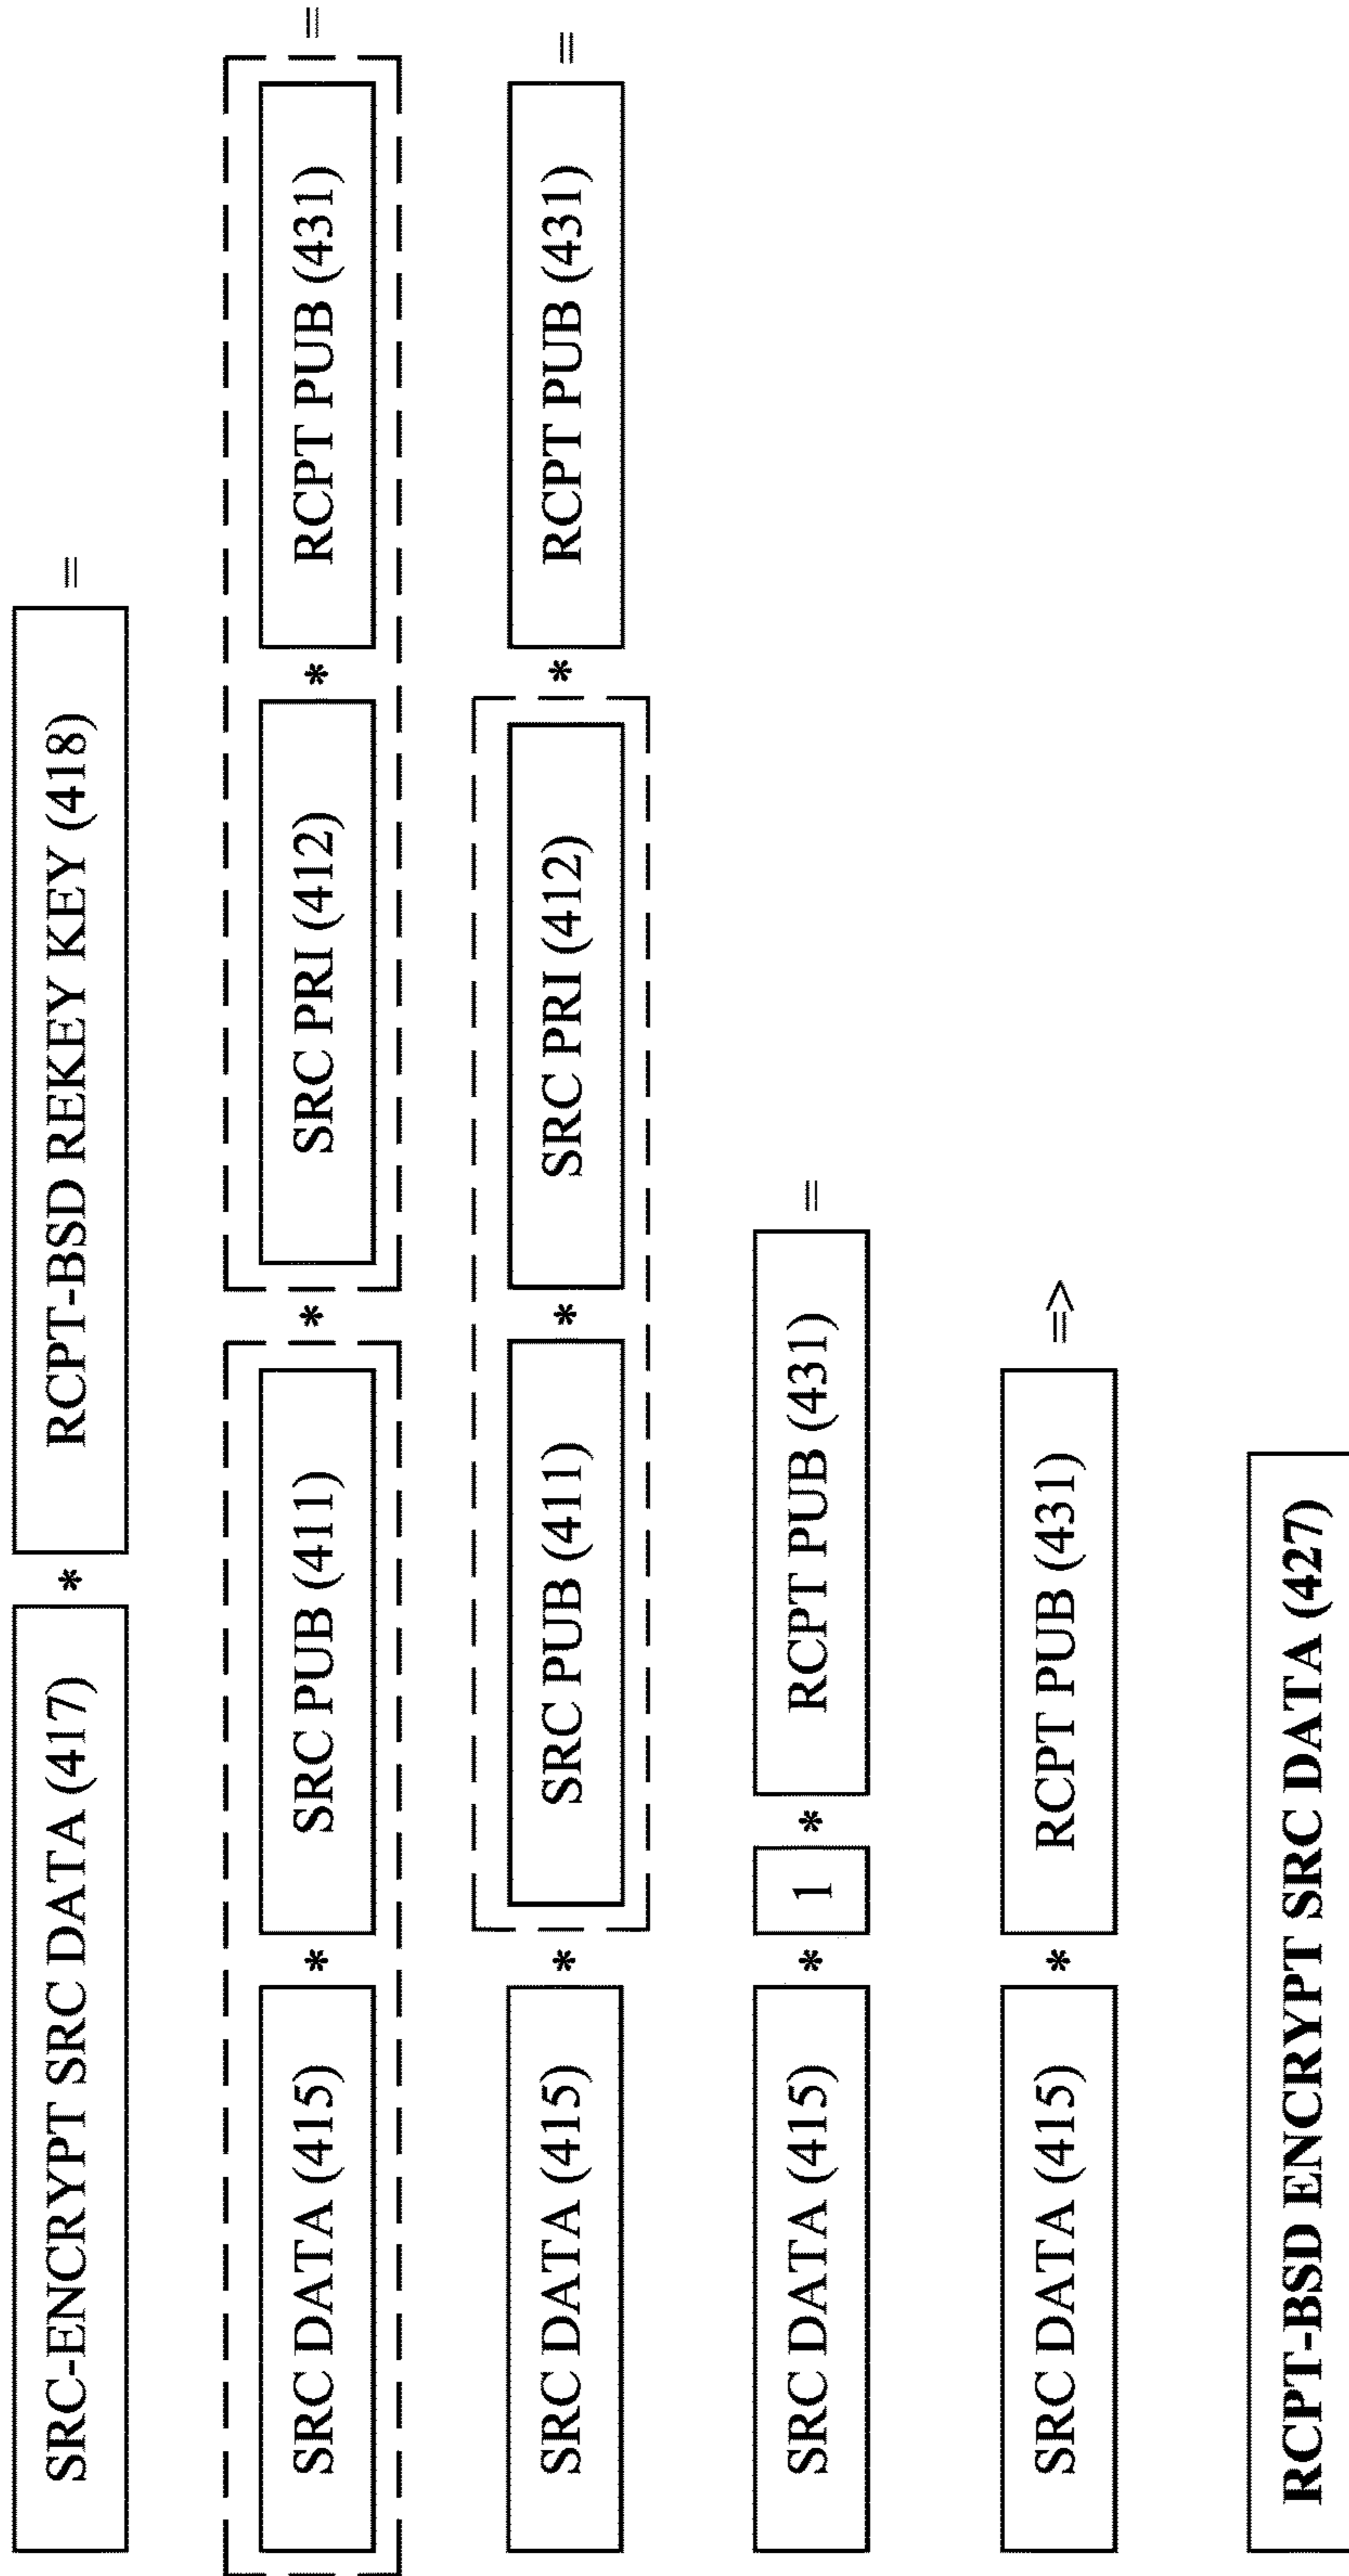 SRC-ENCRYPT SRC DATA (417) * RCPT-BSD REKEY KEY (418) =
SRC DATA (415) * SRC PUB (411) * SRC PRI (412) * RCPT PUB (431) =
SRC DATA (415) * SRC PUB (411) * SRC PRI (412) * RCPT PUB (431) =
SRC DATA (415) * 1 * RCPT PUB (431) =
SRC DATA (415) * RCPT PUB (431) =>
RCPT-BSD ENCRYPT SRC DATA (427)